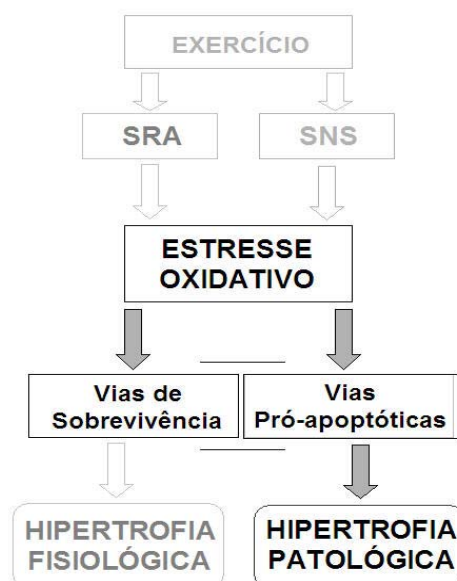 EXERCÍCIO
SRA
SNS
ESTRESSE
OXIDATIVO
Vias de
Sobrevivência
Vias
Pró-apoptóticas
HIPERTROFIA
FISIOLÓGICA
HIPERTROFIA
PATOLÓGICA